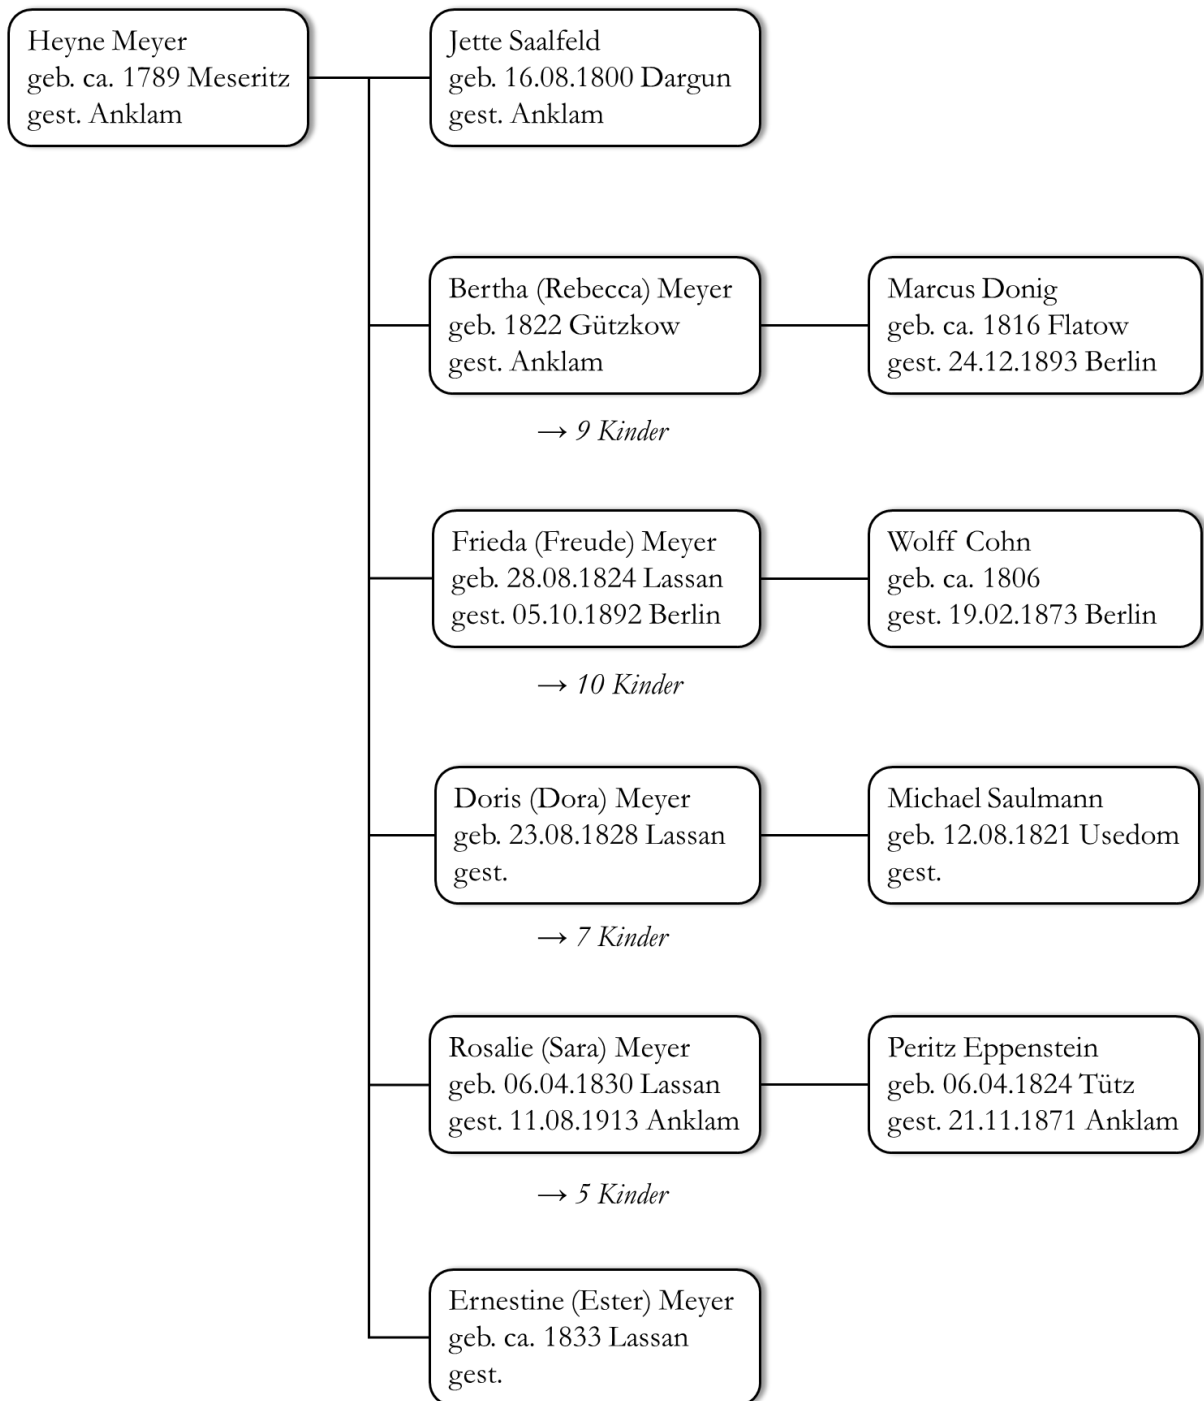 Heyne Meyer
geb. ca. 1789 Meseritz
gest. Anklam
Jette Saalfeld
geb. 16.08.1800 Dargun
gest. Anklam
Bertha (Rebecca) Meyer
geb. 1822 Gützkow
gest. Anklam
Marcus Donig
geb. ca. 1816 Flatow
gest. 24.12.1893 Berlin
→ 9 Kinder
Frieda (Freude) Meyer
geb. 28.08.1824 Lassan
gest. 05.10.1892 Berlin
Wolff Cohn
geb. ca. 1806
gest. 19.02.1873 Berlin
→ 10 Kinder
Doris (Dora) Meyer
geb. 23.08.1828 Lassan
gest.
Michael Saulmann
geb. 12.08.1821 Usedom
gest.
→ 7 Kinder
Rosalie (Sara) Meyer
geb. 06.04.1830 Lassan
gest. 11.08.1913 Anklam
Peritz Eppenstein
geb. 06.04.1824 Tütz
gest. 21.11.1871 Anklam
→ 5 Kinder
Ernestine (Ester) Meyer
geb. ca. 1833 Lassan
gest.